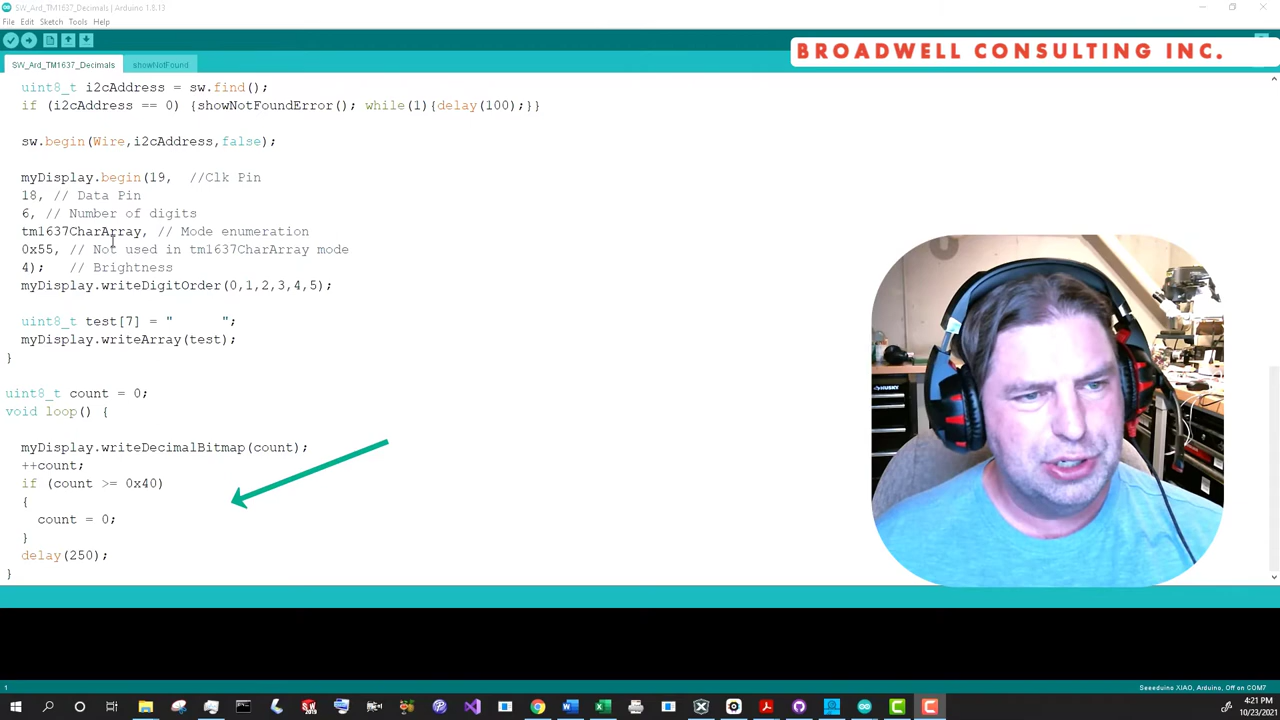 SW_Ard_TM1637_Decimals | Arduino 1.8.13
File Edit Sketch Tools Help
BROADWELL CONSULTING INC.
SW_Ard_TM1637_Decimals showNotFound
uint8_t i2cAddress = sw.find();
if (i2cAddress == 0) {showNotFoundError(); while(1){delay(100);}}
sw.begin(Wire,i2cAddress,false);
myDisplay.begin(19, //Clk Pin
18, // Data Pin
6, // Number of digits
tm1637CharArray, // Mode enumeration
0x55, // Not used in tm1637CharArray mode
4); // Brightness
myDisplay.writeDigitOrder(0,1,2,3,4,5);
uint8_t test[7] = "      ";
myDisplay.writeArray(test);
}
uint8_t count = 0;
void loop() {
myDisplay.writeDecimalBitmap(count);
++count;
if (count >= 0x40)
{
count = 0;
}
delay(250);
}
HUSKY
1
Seeeduino XIAO, Arduino, Off on COM7
4:21 PM
10/23/2021